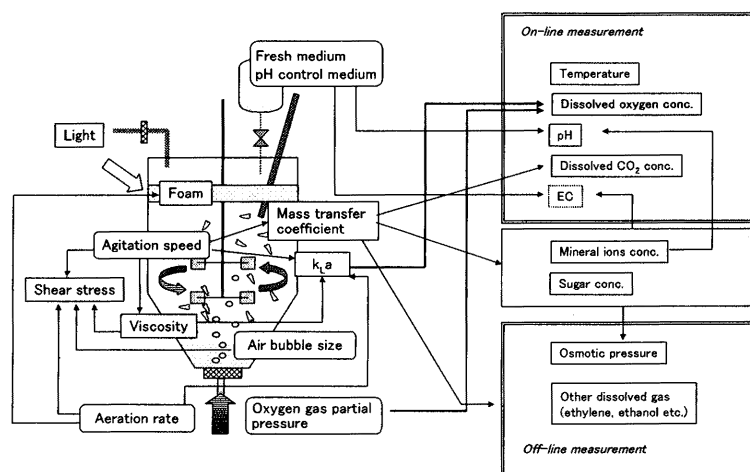 On-line measurement
Fresh medium
pH control medium
Temperature
Dissolved oxygen conc.
Light
pH
Dissolved CO₂ conc.
Foam
EC
Mass transfer
coefficient
Agitation speed
Mineral ions conc.
kLa
Shear stress
Sugar conc.
Viscosity
Air bubble size
Osmotic pressure
Aeration rate
Oxygen gas partial
pressure
Other dissolved gas
(ethylene, ethanol etc.)
Off-line measurement